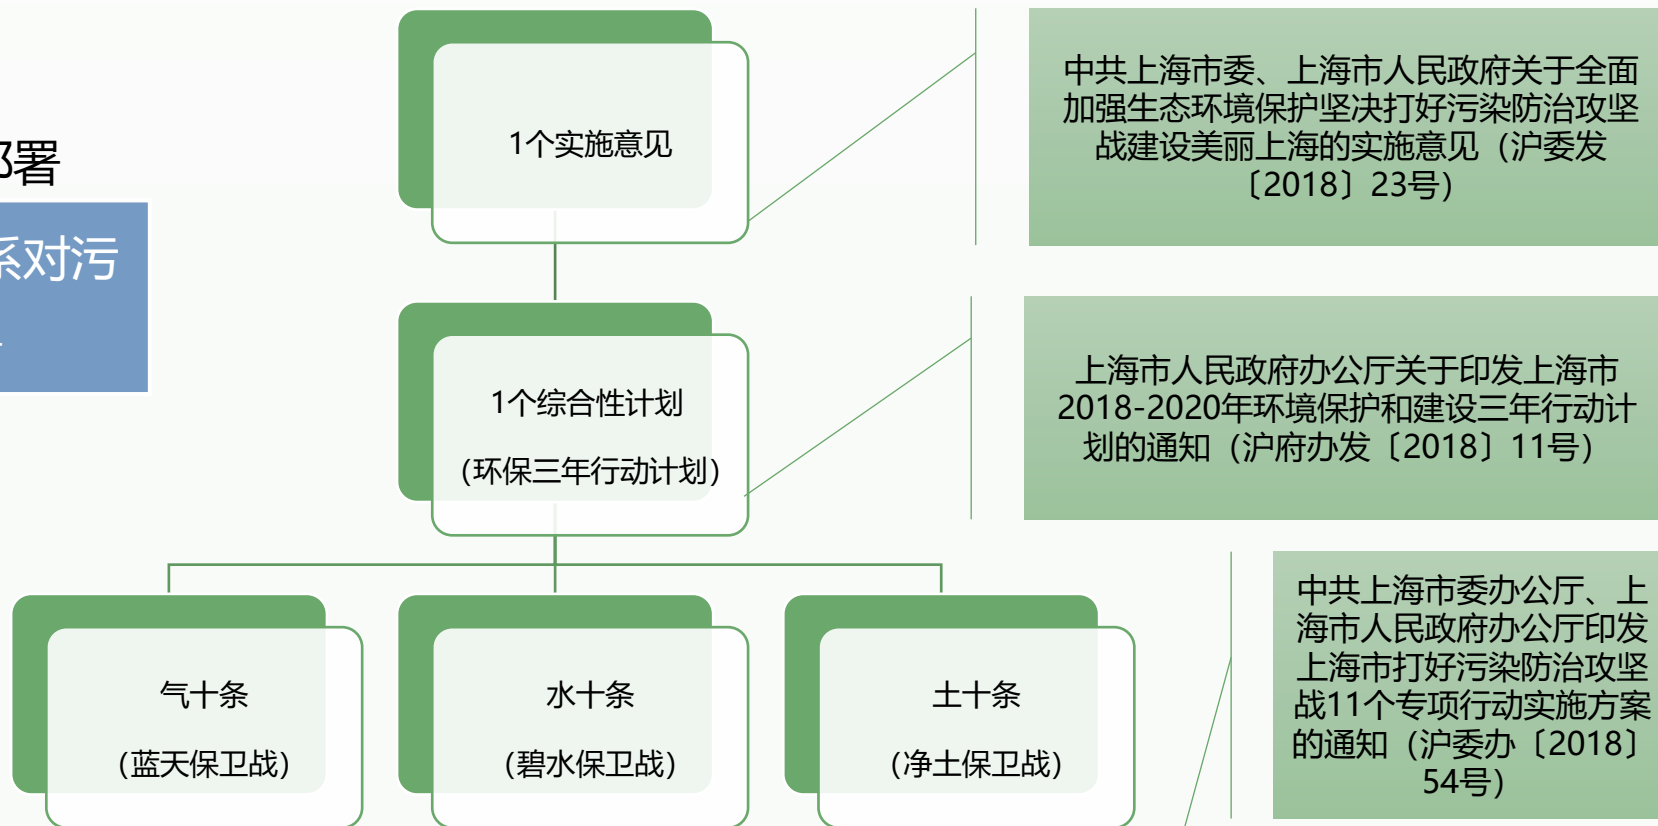 部署
系对污
1个实施意见
中共上海市委、上海市人民政府关于全面
加强生态环境保护坚决打好污染防治攻坚
战建设美丽上海的实施意见（沪委发
〔2018〕23号）
1个综合性计划
（环保三年行动计划）
上海市人民政府办公厅关于印发上海市
2018-2020年环境保护和建设三年行动计
划的通知（沪府办发〔2018〕11号）
气十条
（蓝天保卫战）
水十条
（碧水保卫战）
土十条
（净土保卫战）
中共上海市委办公厅、上
海市人民政府办公厅印发
上海市打好污染防治攻坚
战11个专项行动实施方案
的通知（沪委办〔2018〕
54号）